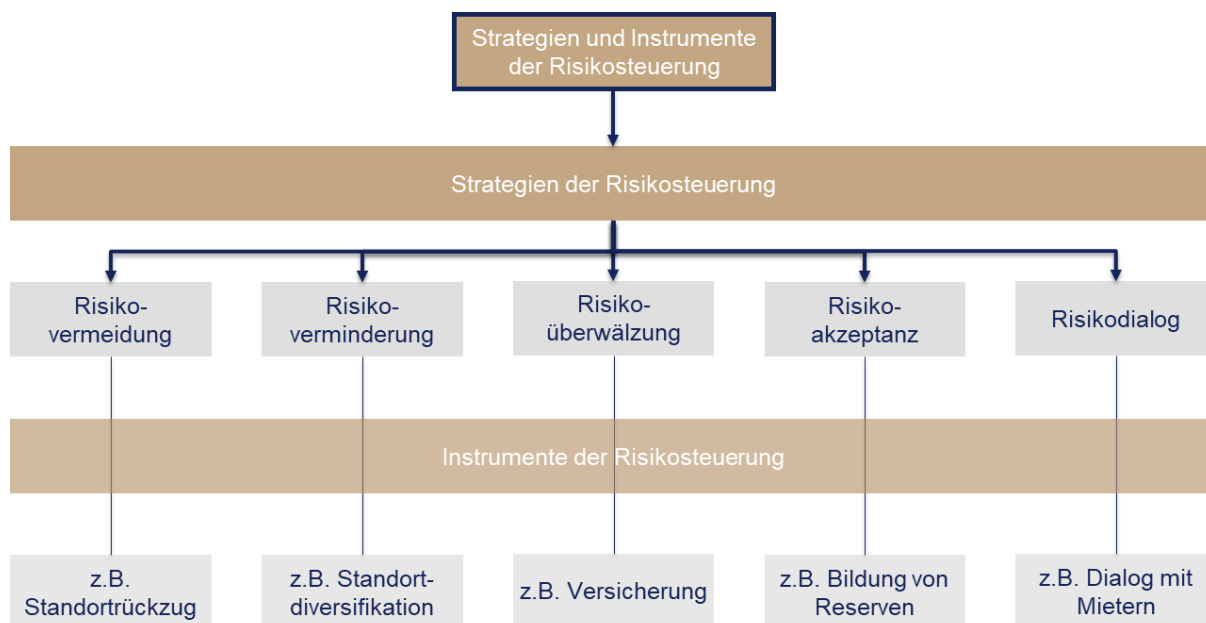 Strategien und Instrumente
der Risikosteuerung
Strategien der Risikosteuerung
Risiko-
vermeidung
Risiko-
verminderung
Risiko-
überwälzung
Risiko-
akzeptanz
Risikodialog
Instrumente der Risikosteuerung
z.B.
Standortrückzug
z.B. Standort-
diversifikation
z.B. Versicherung
z.B. Bildung von
Reserven
z.B. Dialog mit
Mietern